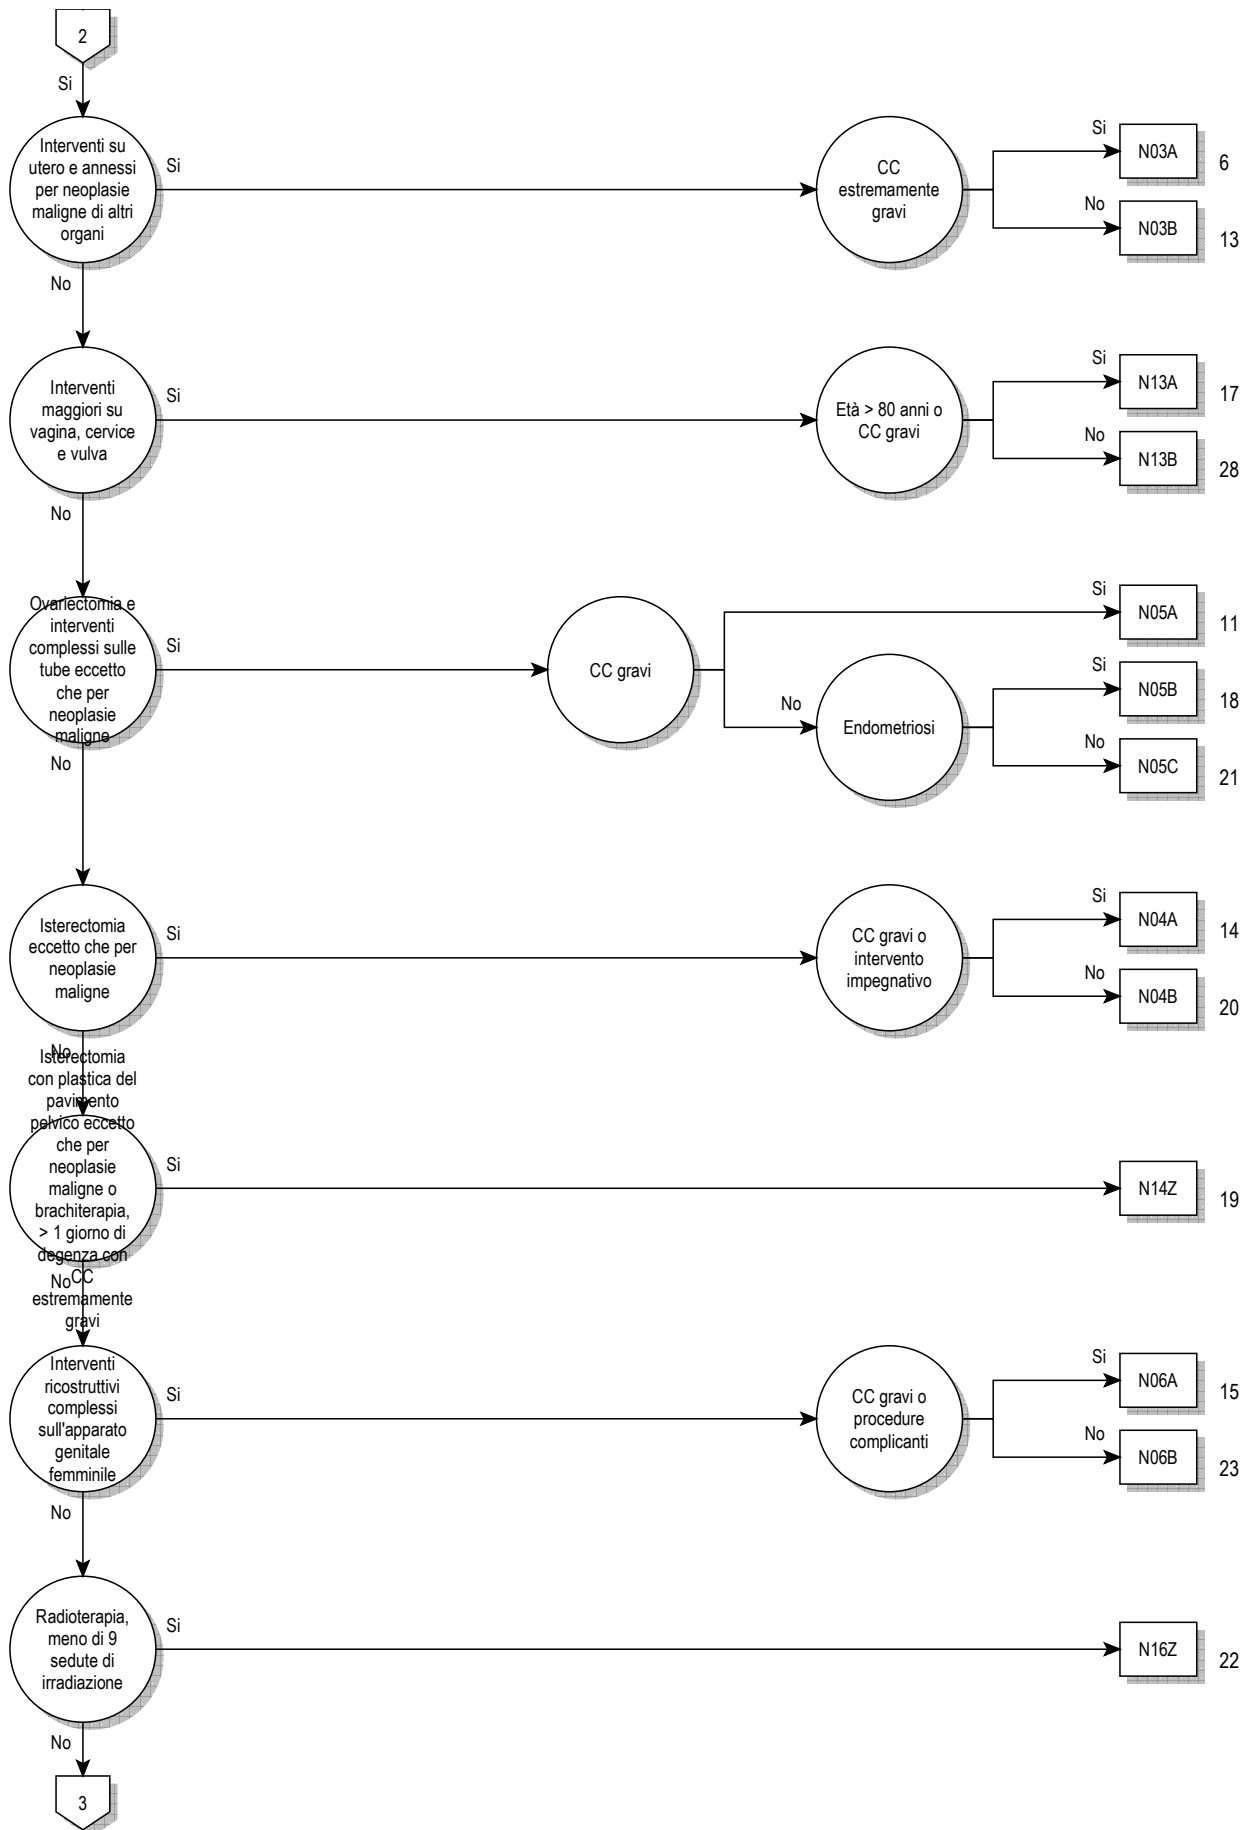 2
Si
Interventi su
utero e annessi
per neoplasie
maligne di altri
organi
Si
CC
estremamente
gravi
Si
N03A
6
No
N03B
13
No
Interventi
maggiori su
vagina, cervice
e vulva
Si
Età > 80 anni o
CC gravi
Si
N13A
17
No
N13B
28
No
Ovariectomia e
interventi
complessi sulle
tube eccetto
che per
neoplasie
maligne
Si
CC gravi
Si
N05A
11
No
Endometriosi
Si
N05B
18
No
N05C
21
No
Isterectomia
eccetto che per
neoplasie
maligne
Si
CC gravi o
intervento
impegnativo
Si
N04A
14
No
N04B
20
No
Isterectomia
con plastica del
pavimento
pelvico eccetto
che per
neoplasie
maligne o
brachiterapia,
> 1 giorno di
degenza con
CC
estremamente
gravi
Si
N14Z
19
No
Interventi
ricostruttivi
complessi
sull'apparato
genitale
femminile
Si
CC gravi o
procedure
complicanti
Si
N06A
15
No
N06B
23
No
Radioterapia,
meno di 9
sedute di
irradiazione
Si
N16Z
22
No
3